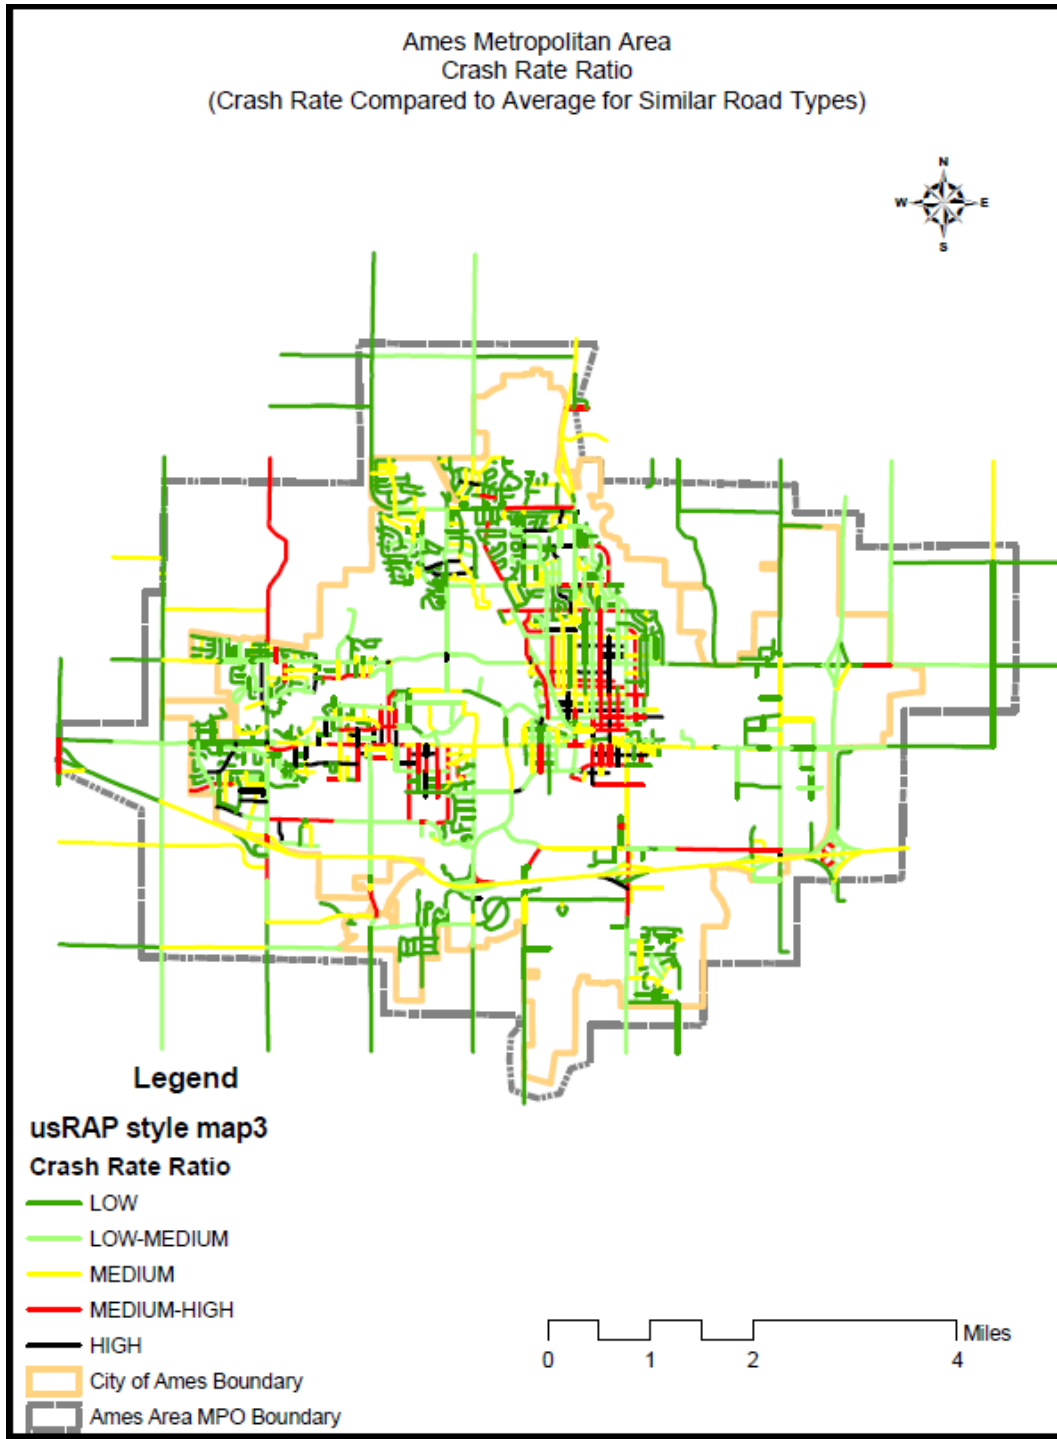 Ames Metropolitan Area
Crash Rate Ratio
(Crash Rate Compared to Average for Similar Road Types)
N
W E
S
Legend
usRAP style map3
Crash Rate Ratio
LOW
LOW-MEDIUM
MEDIUM
MEDIUM-HIGH
HIGH
City of Ames Boundary
Ames Area MPO Boundary
Miles
0 1 2 4